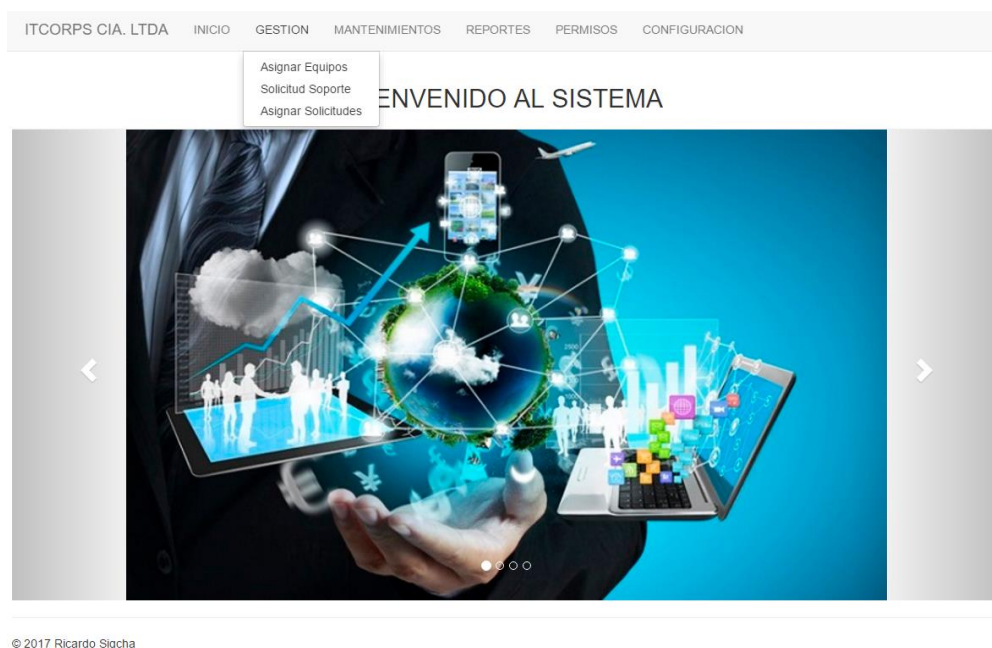 ITCORPS CIA. LTDA INICIO GESTION MANTENIMIENTOS REPORTES PERMISOS CONFIGURACION
Asignar Equipos
Solicitud Soporte
Asignar Solicitudes
ENVENIDO AL SISTEMA
© 2017 Ricardo Sigcha